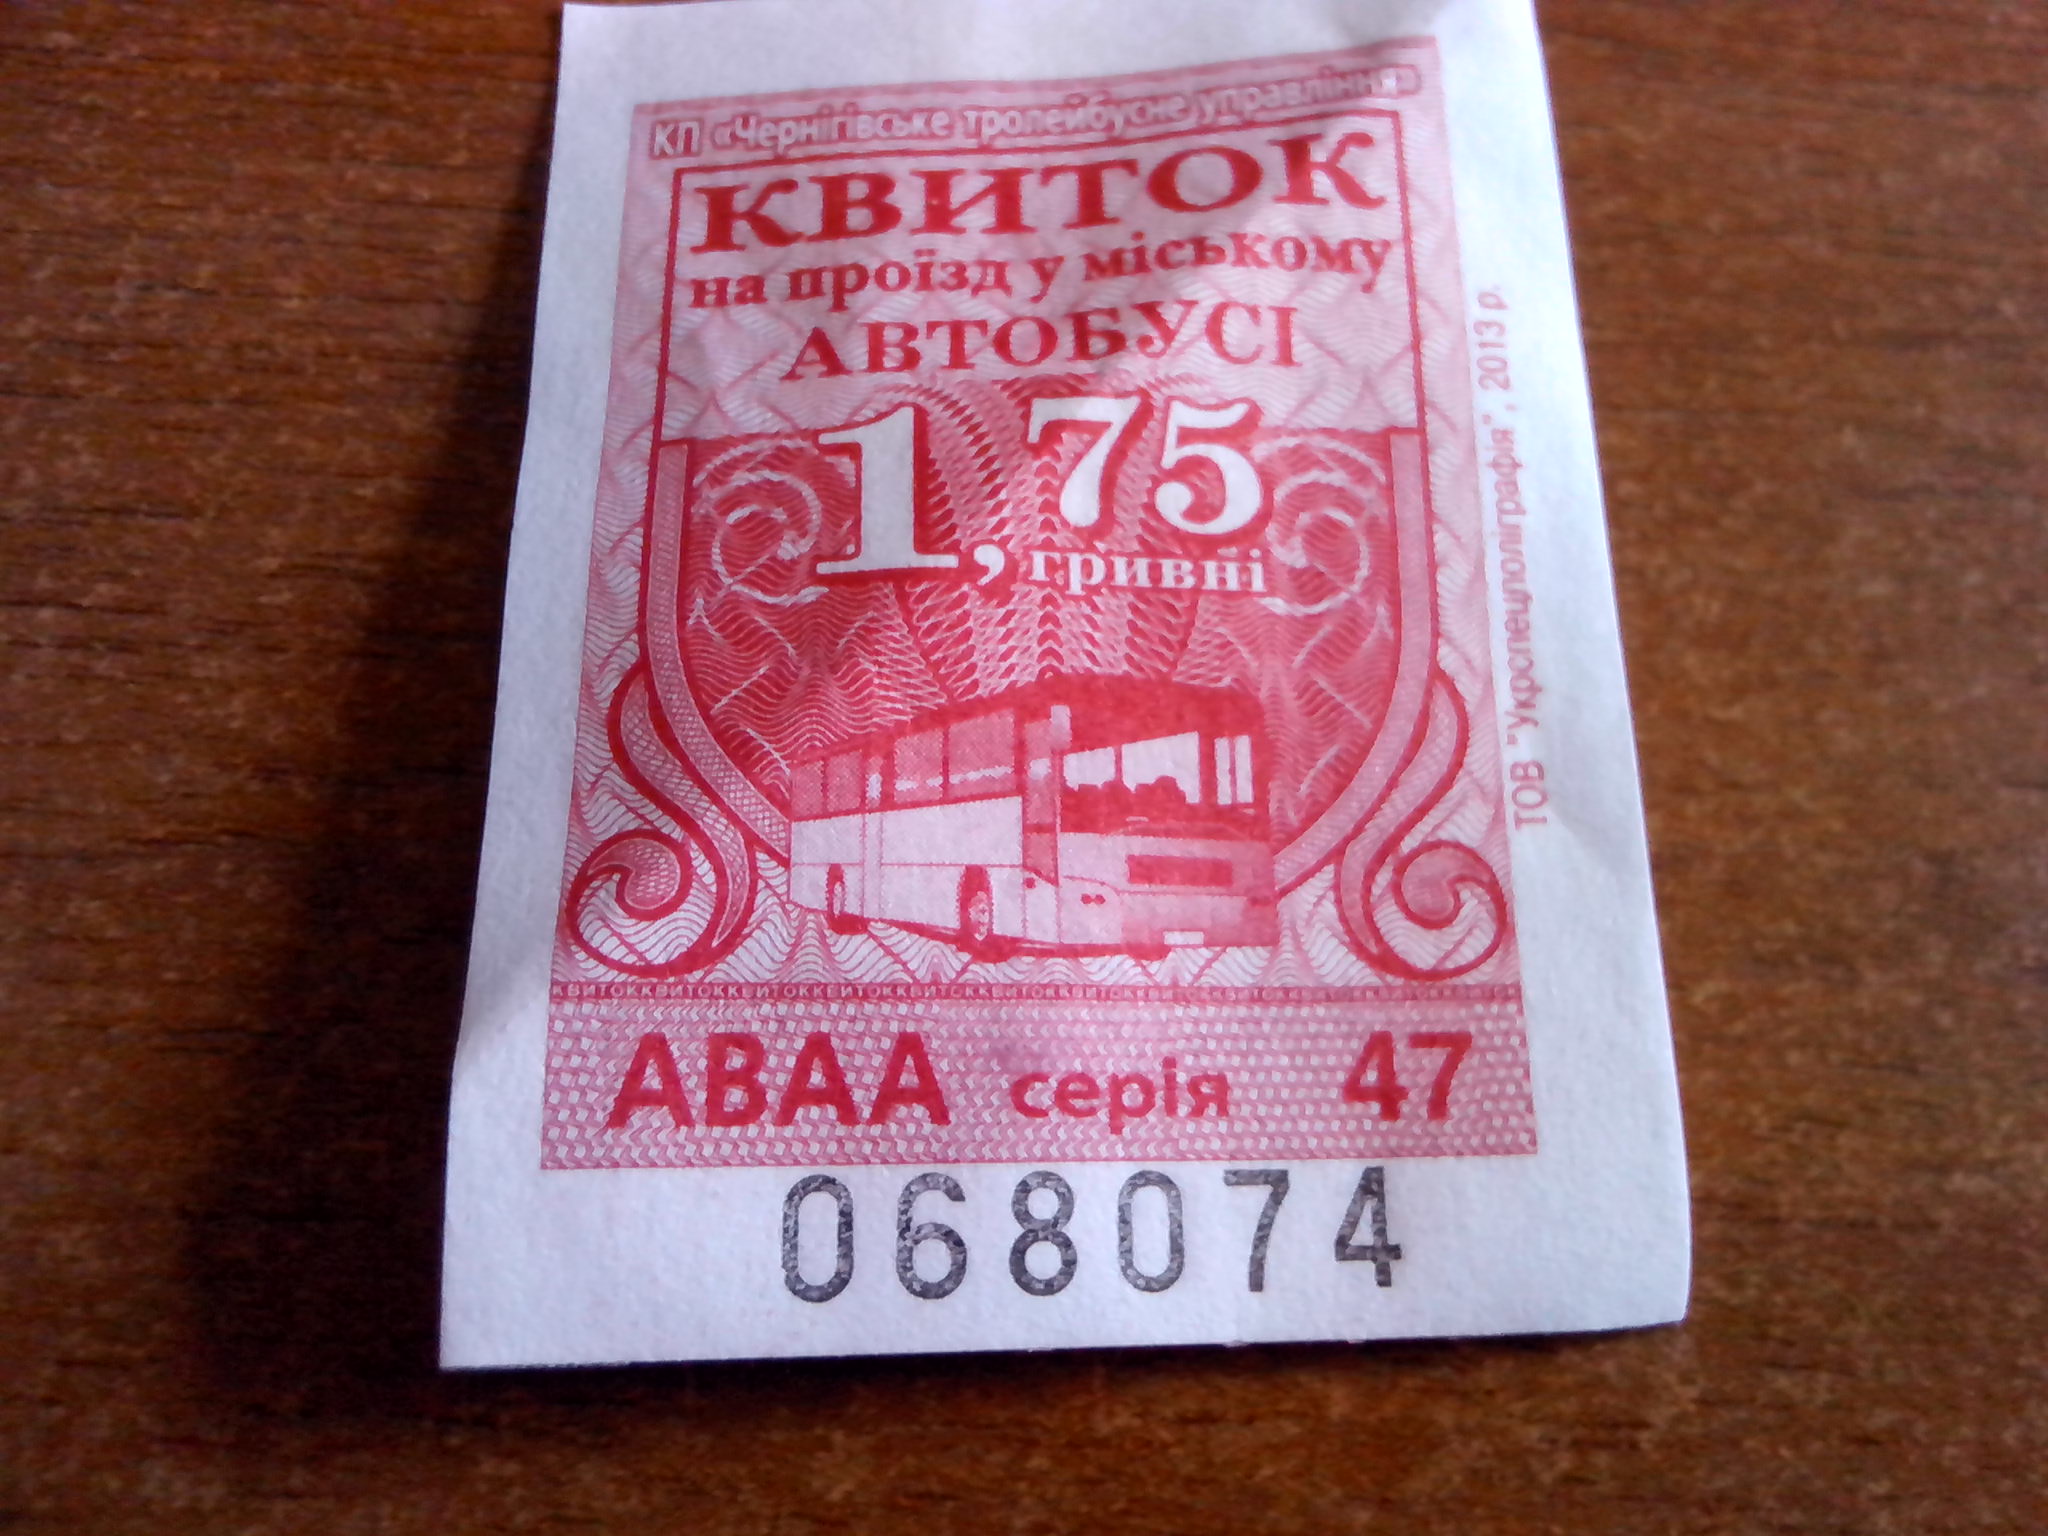 КП «Чернігівське тролейбусне управління»
КВИТОК
на проїзд у міському
АВТОБУСІ
1,75
гривні
ТОВ "Укрспецполіграфія", 2013 р.
КВИТОККВИТОККВИТОККВИТОККВИТОККВИТОККВИТОККВИТОККВИТОККВИТОК
АВАА серія 47
068074